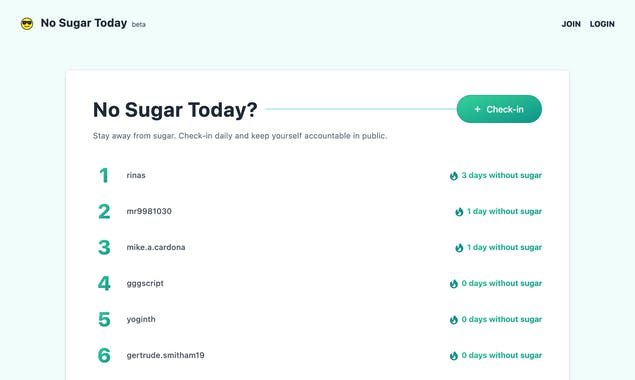 No Sugar Today beta
JOIN LOGIN
No Sugar Today?
+ Check-in
Stay away from sugar. Check-in daily and keep yourself accountable in public.
1 rinas 3 days without sugar
2 mr9981030 1 day without sugar
3 mike.a.cardona 1 day without sugar
4 gggscript 0 days without sugar
5 yoginth 0 days without sugar
6 gertrude.smitham19 0 days without sugar